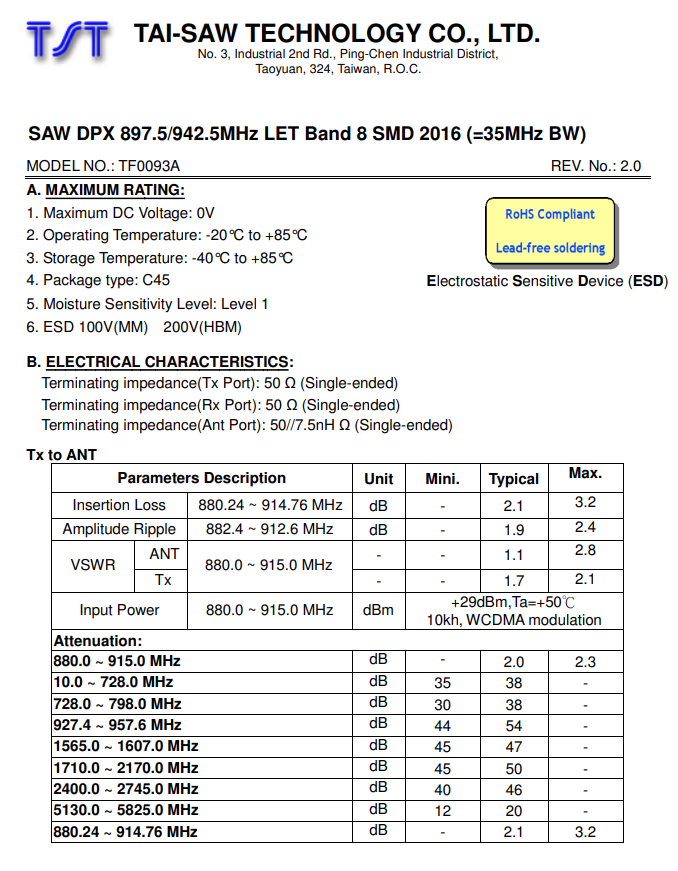 TST
TAI-SAW TECHNOLOGY CO., LTD.
No. 3, Industrial 2nd Rd., Ping-Chen Industrial District,
Taoyuan, 324, Taiwan, R.O.C.
SAW DPX 897.5/942.5MHz LET Band 8 SMD 2016 (=35MHz BW)
MODEL NO.: TF0093A REV. No.: 2.0
A. MAXIMUM RATING:
1. Maximum DC Voltage: 0V
2. Operating Temperature: -20°C to +85°C
3. Storage Temperature: -40°C to +85°C
4. Package type: C45
5. Moisture Sensitivity Level: Level 1
6. ESD 100V(MM) 200V(HBM)
RoHS Compliant
Lead-free soldering
Electrostatic Sensitive Device (ESD)
B. ELECTRICAL CHARACTERISTICS:
Terminating impedance(Tx Port): 50 Ω (Single-ended)
Terminating impedance(Rx Port): 50 Ω (Single-ended)
Terminating impedance(Ant Port): 50//7.5nH Ω (Single-ended)
Tx to ANT
Parameters Description Unit Mini. Typical Max.
Insertion Loss 880.24 ~ 914.76 MHz dB - 2.1 3.2
Amplitude Ripple 882.4 ~ 912.6 MHz dB - 1.9 2.4
VSWR ANT 880.0 ~ 915.0 MHz - - 1.1 2.8
Tx - - 1.7 2.1
Input Power 880.0 ~ 915.0 MHz dBm +29dBm,Ta=+50℃
10kh, WCDMA modulation
Attenuation:
880.0 ~ 915.0 MHz dB - 2.0 2.3
10.0 ~ 728.0 MHz dB 35 38 -
728.0 ~ 798.0 MHz dB 30 38 -
927.4 ~ 957.6 MHz dB 44 54 -
1565.0 ~ 1607.0 MHz dB 45 47 -
1710.0 ~ 2170.0 MHz dB 45 50 -
2400.0 ~ 2745.0 MHz dB 40 46 -
5130.0 ~ 5825.0 MHz dB 12 20 -
880.24 ~ 914.76 MHz dB - 2.1 3.2